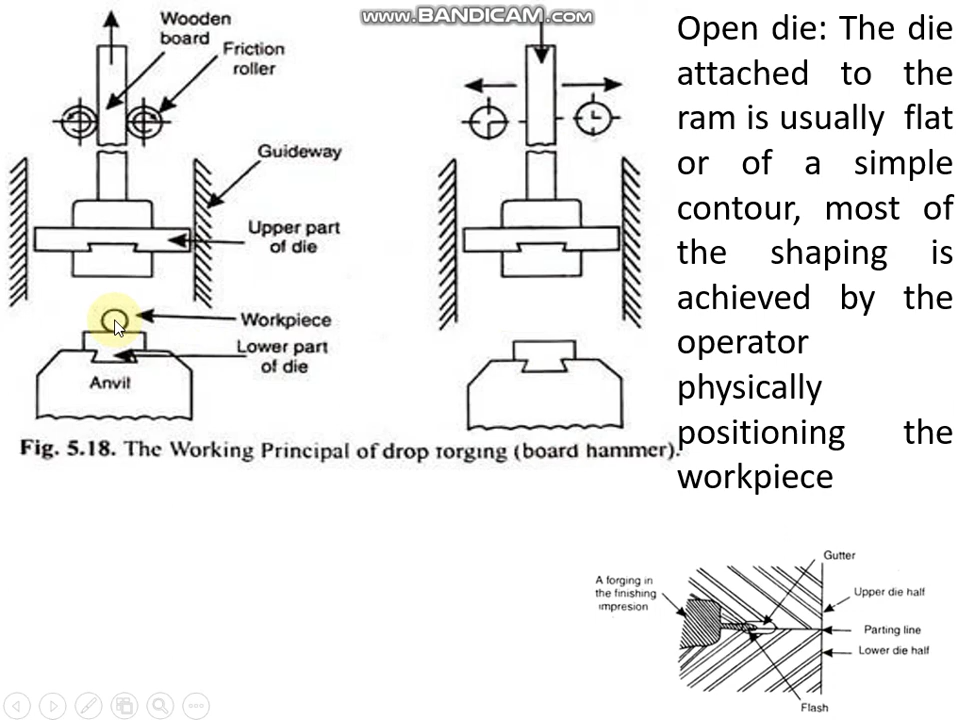 www.BANDICAM.com
Wooden
board
Friction
roller
Guideway
Upper part
of die
Workpiece
Lower part
of die
Anvil
Fig. 5.18. The Working Principal of drop forging (board hammer).
Open die: The die
attached to the
ram is usually flat
or of a simple
contour, most of
the shaping is
achieved by the
operator
physically
positioning the
workpiece
Gutter
A forging in
the finishing
impresion
Upper die half
Parting line
Lower die half
Flash